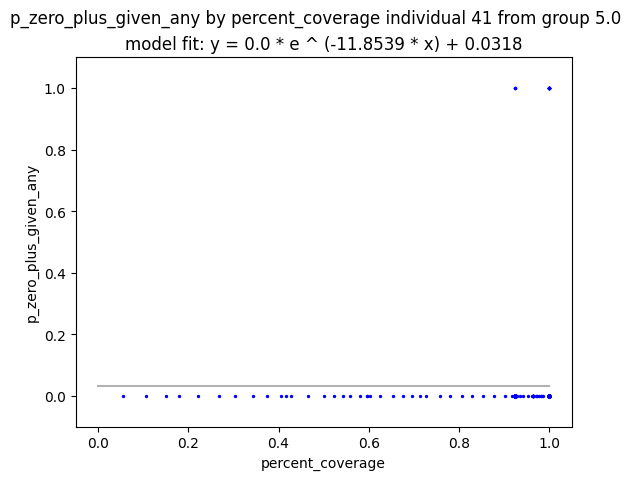 p_zero_plus_given_any by percent_coverage individual 41 from group 5.0
model fit: y = 0.0 * e ^ (-11.8539 * x) + 0.0318
1.0
0.8
0.6
0.4
0.2
0.0
p_zero_plus_given_any
0.0 0.2 0.4 0.6 0.8 1.0
percent_coverage